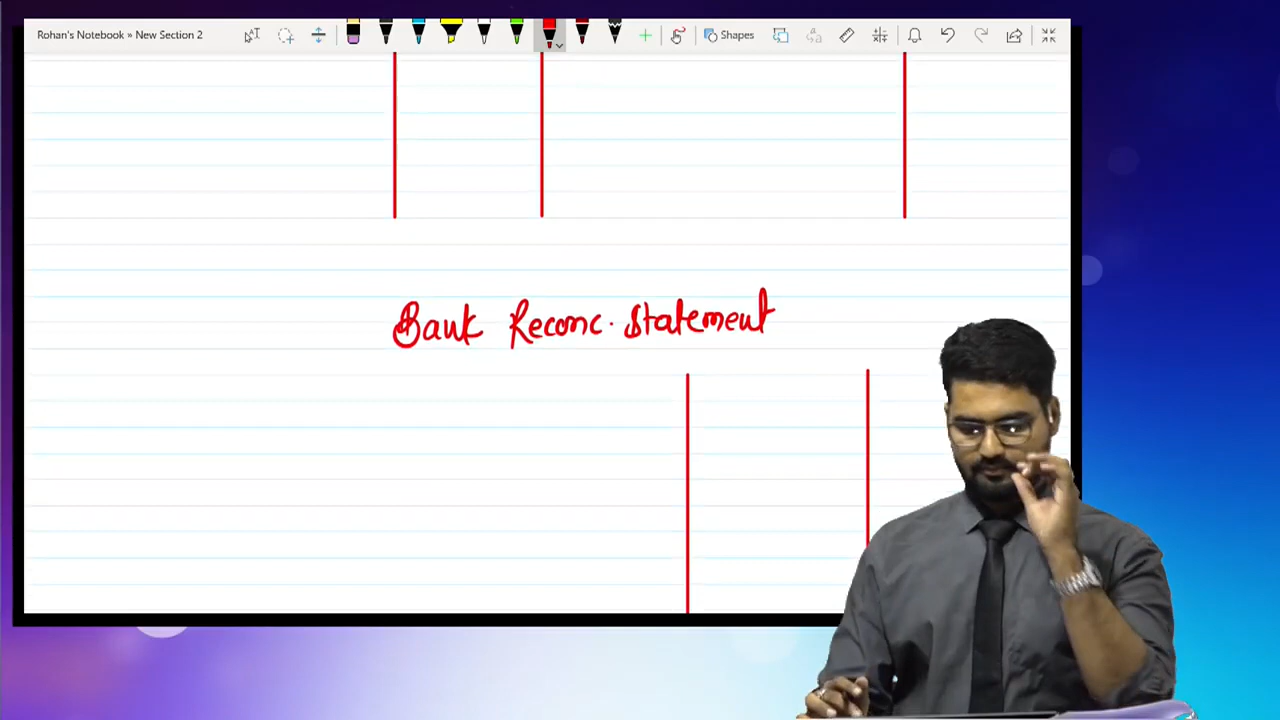 Rohan's Notebook » New Section 2
Shapes
Bank Reconc. Statement